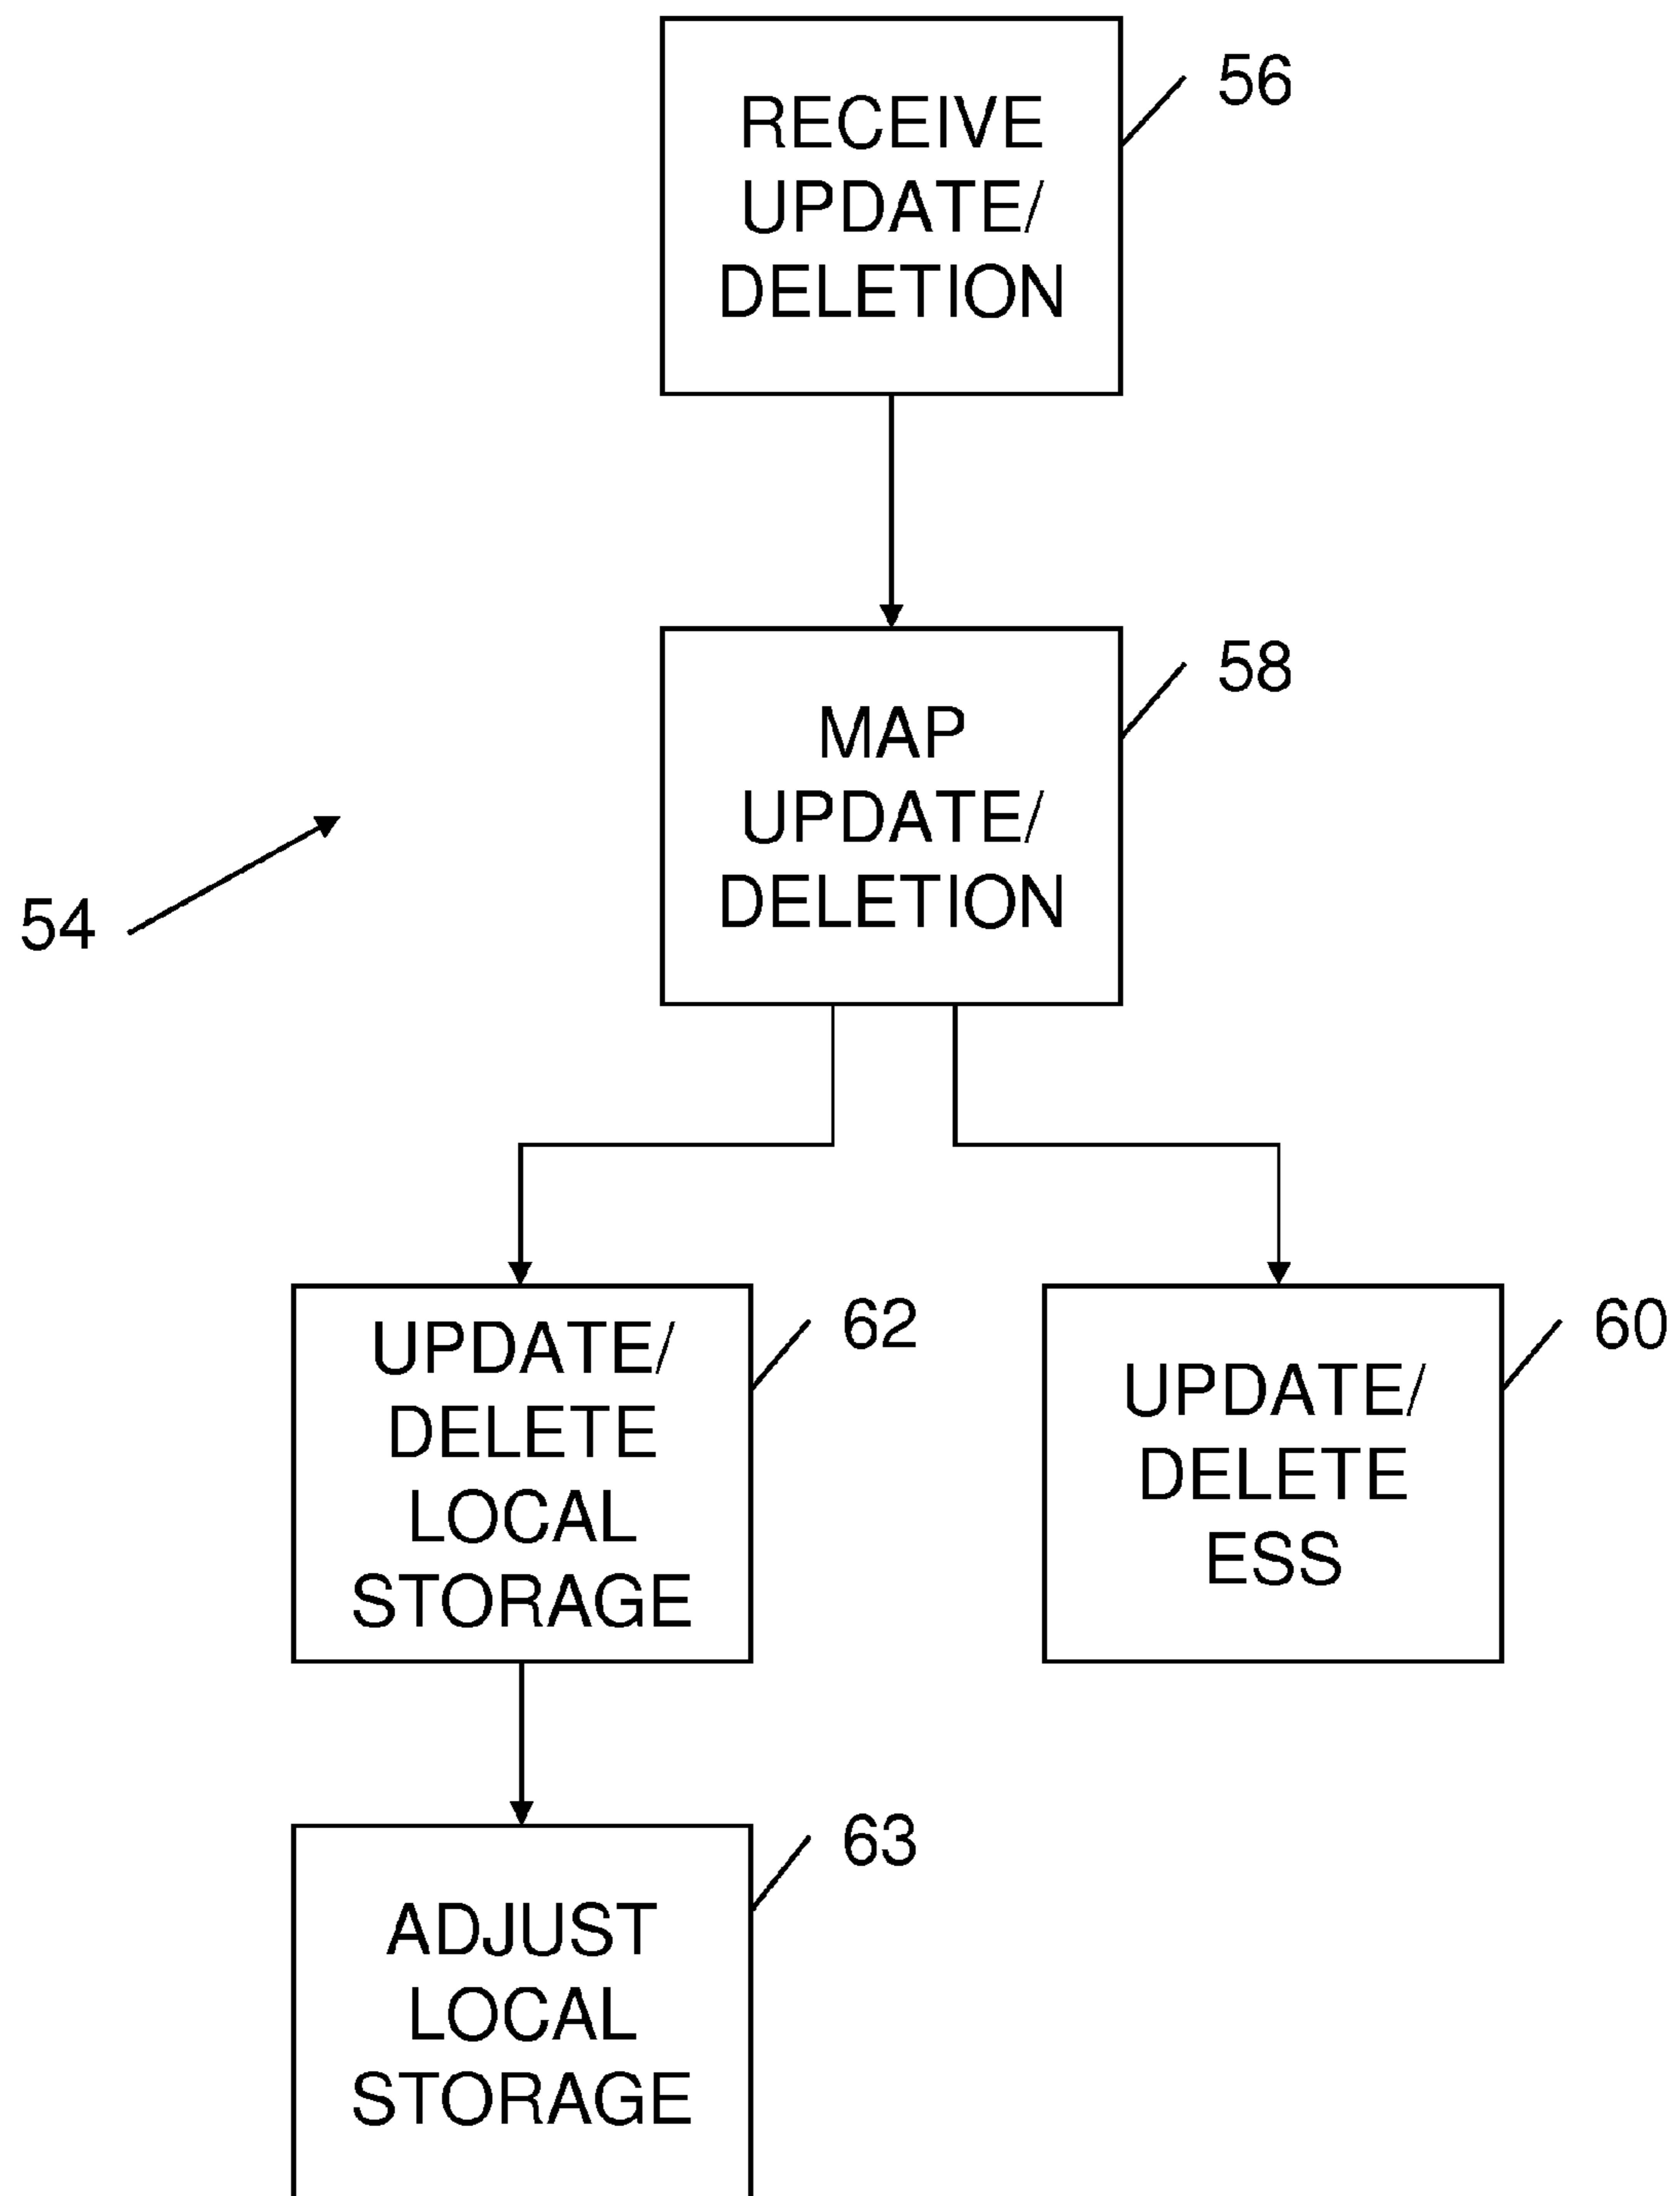 RECEIVE
UPDATE/
DELETION
56
MAP
UPDATE/
DELETION
58
54
UPDATE/
DELETE
LOCAL
STORAGE
62
UPDATE/
DELETE
ESS
60
ADJUST
LOCAL
STORAGE
63